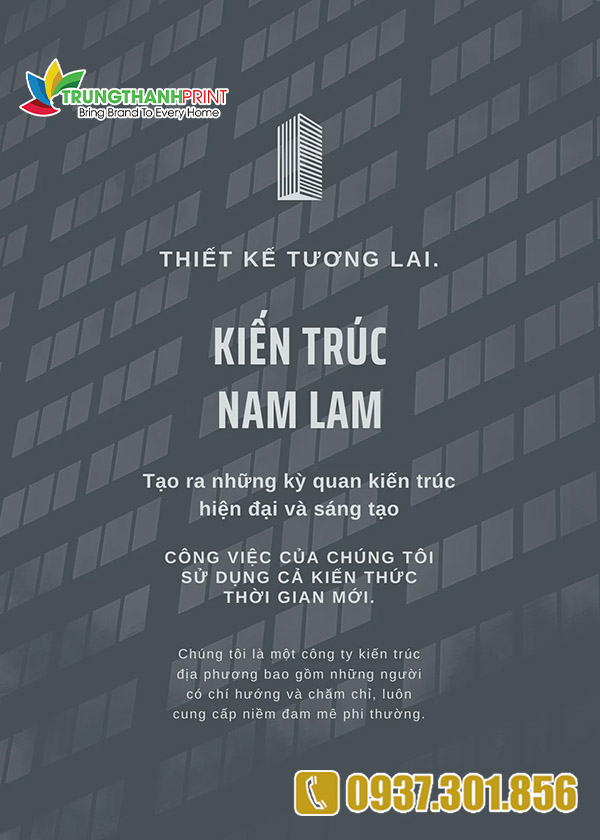 TRUNGTHANHPRINT
Bring Brand To Every Home
THIẾT KẾ TƯƠNG LAI.
KIẾN TRÚC
NAM LAM
Tạo ra những kỳ quan kiến trúc
hiện đại và sáng tạo
CÔNG VIỆC CỦA CHÚNG TÔI
SỬ DỤNG CẢ KIẾN THỨC
THỜI GIAN MỚI.
Chúng tôi là một công ty kiến trúc
địa phương bao gồm những người
có chí hướng và chăm chỉ, luôn
cung cấp niềm đam mê phi thường.
0937.301.856